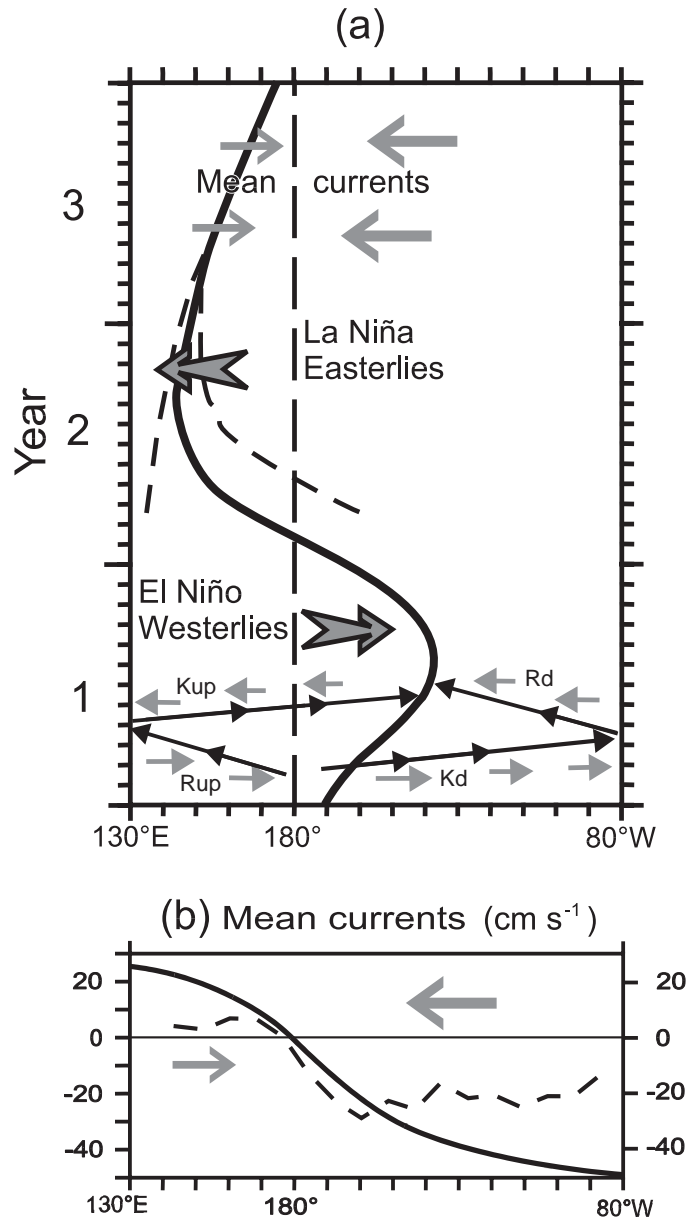 (a)
3
Mean currents
La Niña
Easterlies
Year
2
El Niño
Westerlies
1
Kup
Rd
Rup
Kd
130°E 180° 80°W
(b) Mean currents (cm s⁻¹)
20 20
0 0
-20 -20
-40 -40
130°E 180° 80°W